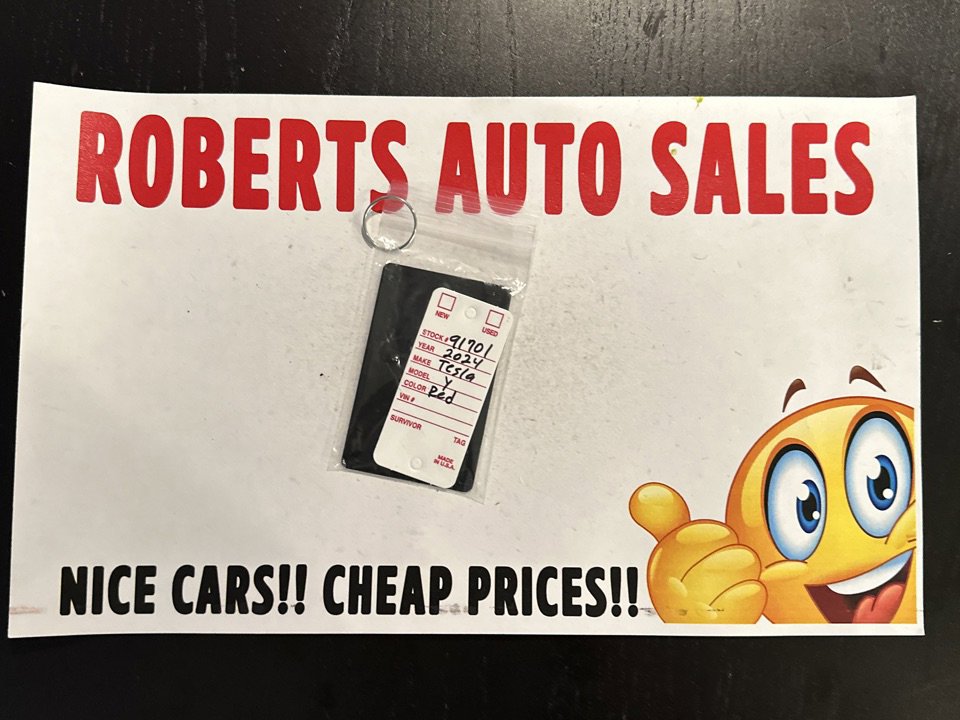 ROBERTS AUTO SALES
NEW USED
STOCK # 91701
YEAR 2024
MAKE Tesla
MODEL Y
COLOR Red
VIN #
SURVIVOR TAG
MADE
IN U.S.A.
NICE CARS!! CHEAP PRICES!!